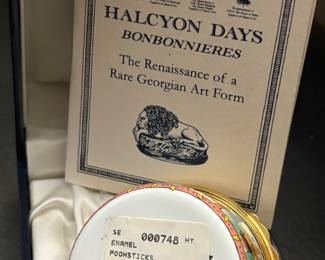 HALCYON DAYS
BONBONNIERES
The Renaissance of a
Rare Georgian Art Form
SE 000748 HY
ENAMEL
POOHSTICKS